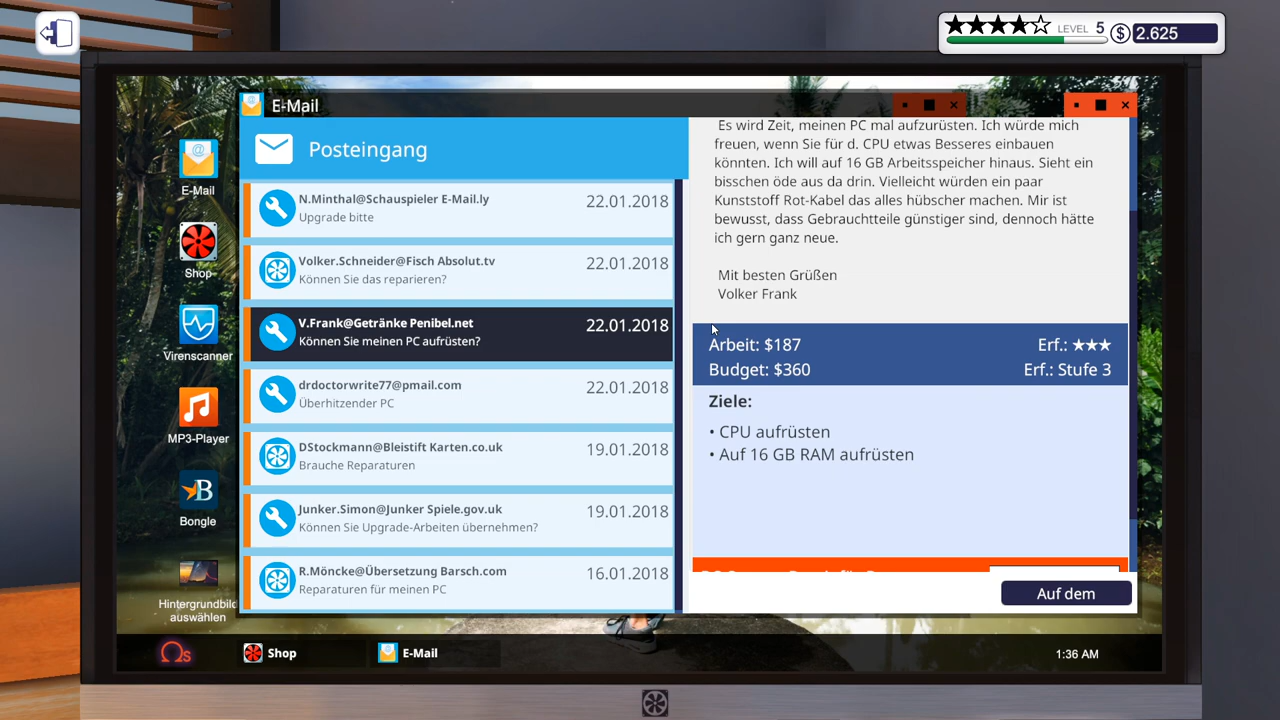 LEVEL 5
$ 2.625
E-Mail
Posteingang
N.Minthal@Schauspieler E-Mail.ly
22.01.2018
Upgrade bitte
Volker.Schneider@Fisch Absolut.tv
22.01.2018
Können Sie das reparieren?
V.Frank@Getränke Penibel.net
22.01.2018
Können Sie meinen PC aufrüsten?
drdoctorwrite77@pmail.com
22.01.2018
Überhitzender PC
DStockmann@Bleistift Karten.co.uk
19.01.2018
Brauche Reparaturen
Junker.Simon@Junker Spiele.gov.uk
19.01.2018
Können Sie Upgrade-Arbeiten übernehmen?
R.Möncke@Übersetzung Barsch.com
16.01.2018
Reparaturen für meinen PC
Es wird Zeit, meinen PC mal aufzurüsten. Ich würde mich
freuen, wenn Sie für d. CPU etwas Besseres einbauen
könnten. Ich will auf 16 GB Arbeitsspeicher hinaus. Sieht ein
bisschen öde aus da drin. Vielleicht würden ein paar
Kunststoff Rot-Kabel das alles hübscher machen. Mir ist
bewusst, dass Gebrauchtteile günstiger sind, dennoch hätte
ich gern ganz neue.
Mit besten Grüßen
Volker Frank
Arbeit: $187
Erf.: ★★★
Budget: $360
Erf.: Stufe 3
Ziele:
• CPU aufrüsten
• Auf 16 GB RAM aufrüsten
Auf dem
E-Mail
Shop
Virenscanner
MP3-Player
Bongle
Hintergrundbild
auswählen
Shop
E-Mail
1:36 AM